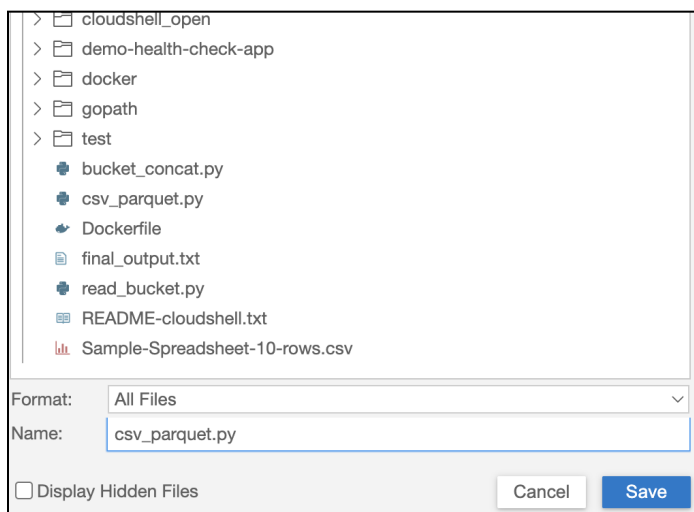 cloudshell_open
demo-health-check-app
docker
gopath
test
bucket_concat.py
csv_parquet.py
Dockerfile
final_output.txt
read_bucket.py
README-cloudshell.txt
Sample-Spreadsheet-10-rows.csv
Format: All Files
Name: csv_parquet.py
Display Hidden Files Cancel Save